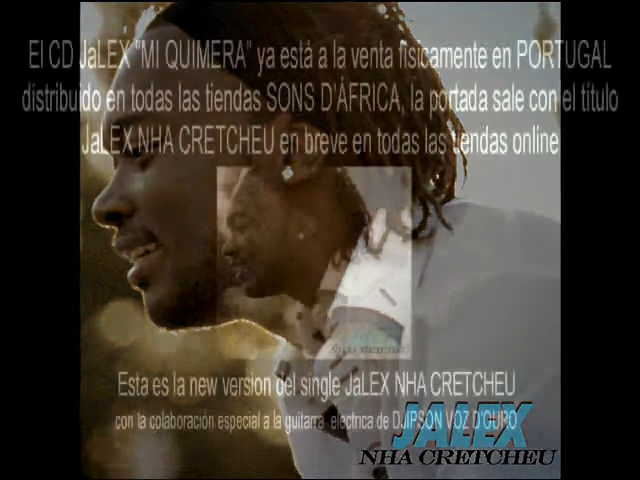 El CD JaLEX "MI QUIMERA" ya está a la venta fisicamente en PORTUGAL
distribuido en todas las tiendas SONS D'ÁFRICA, la portada sale con el título
JaLEX NHA CRETCHEU en breve en todas las tiendas online
Esta es la new version del single JaLEX NHA CRETCHEU
con la colaboración especial a la guitarra electrica de DJIPSON VOZ D'OURO
JALEX
NHA CRETCHEU